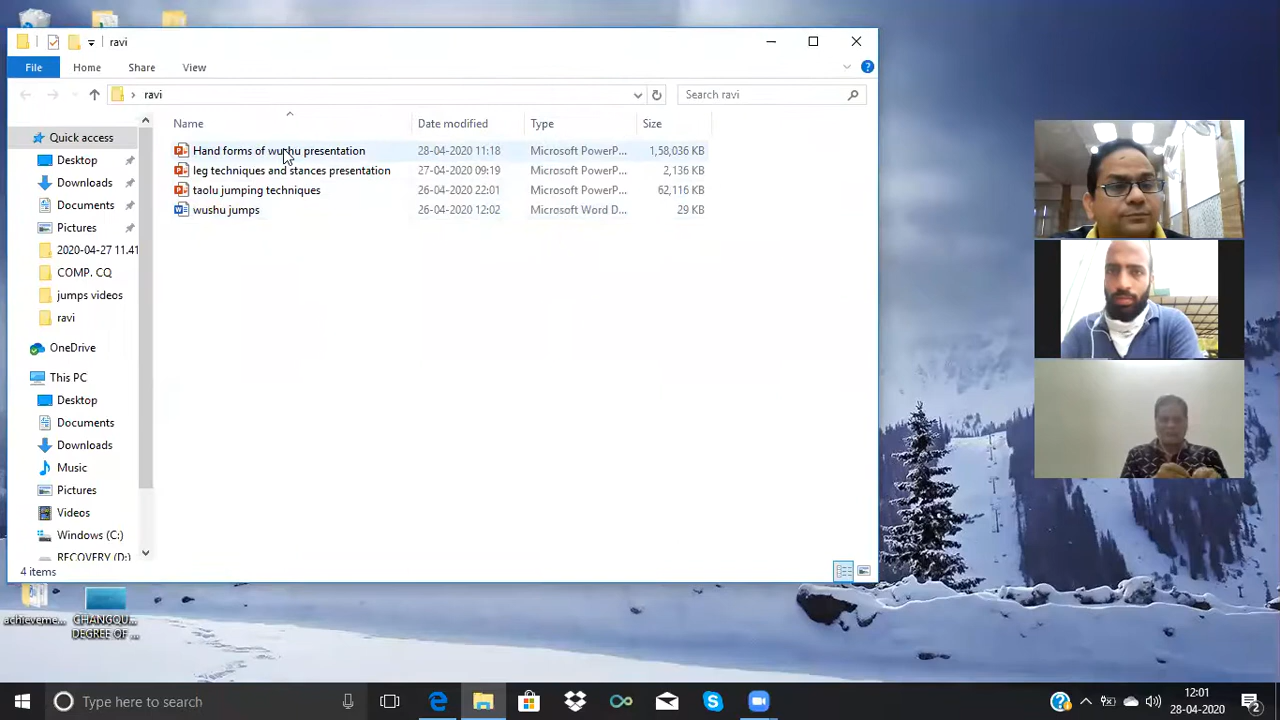 ravi
File Home Share View
ravi Search ravi
Name Date modified Type Size
Hand forms of wushu presentation 28-04-2020 11:18 Microsoft PowerP... 1,58,036 KB
leg techniques and stances presentation 27-04-2020 09:19 Microsoft PowerP... 2,136 KB
taolu jumping techniques 26-04-2020 22:01 Microsoft PowerP... 62,116 KB
wushu jumps 26-04-2020 12:02 Microsoft Word D... 29 KB
Quick access
Desktop
Downloads
Documents
Pictures
2020-04-27 11.41
COMP. CQ
jumps videos
ravi
OneDrive
This PC
Desktop
Documents
Downloads
Music
Pictures
Videos
Windows (C:)
RECOVERY (D:)
4 items
achieveme...
CHANGQU...
DEGREE OF ...
Type here to search
12:01
28-04-2020
2